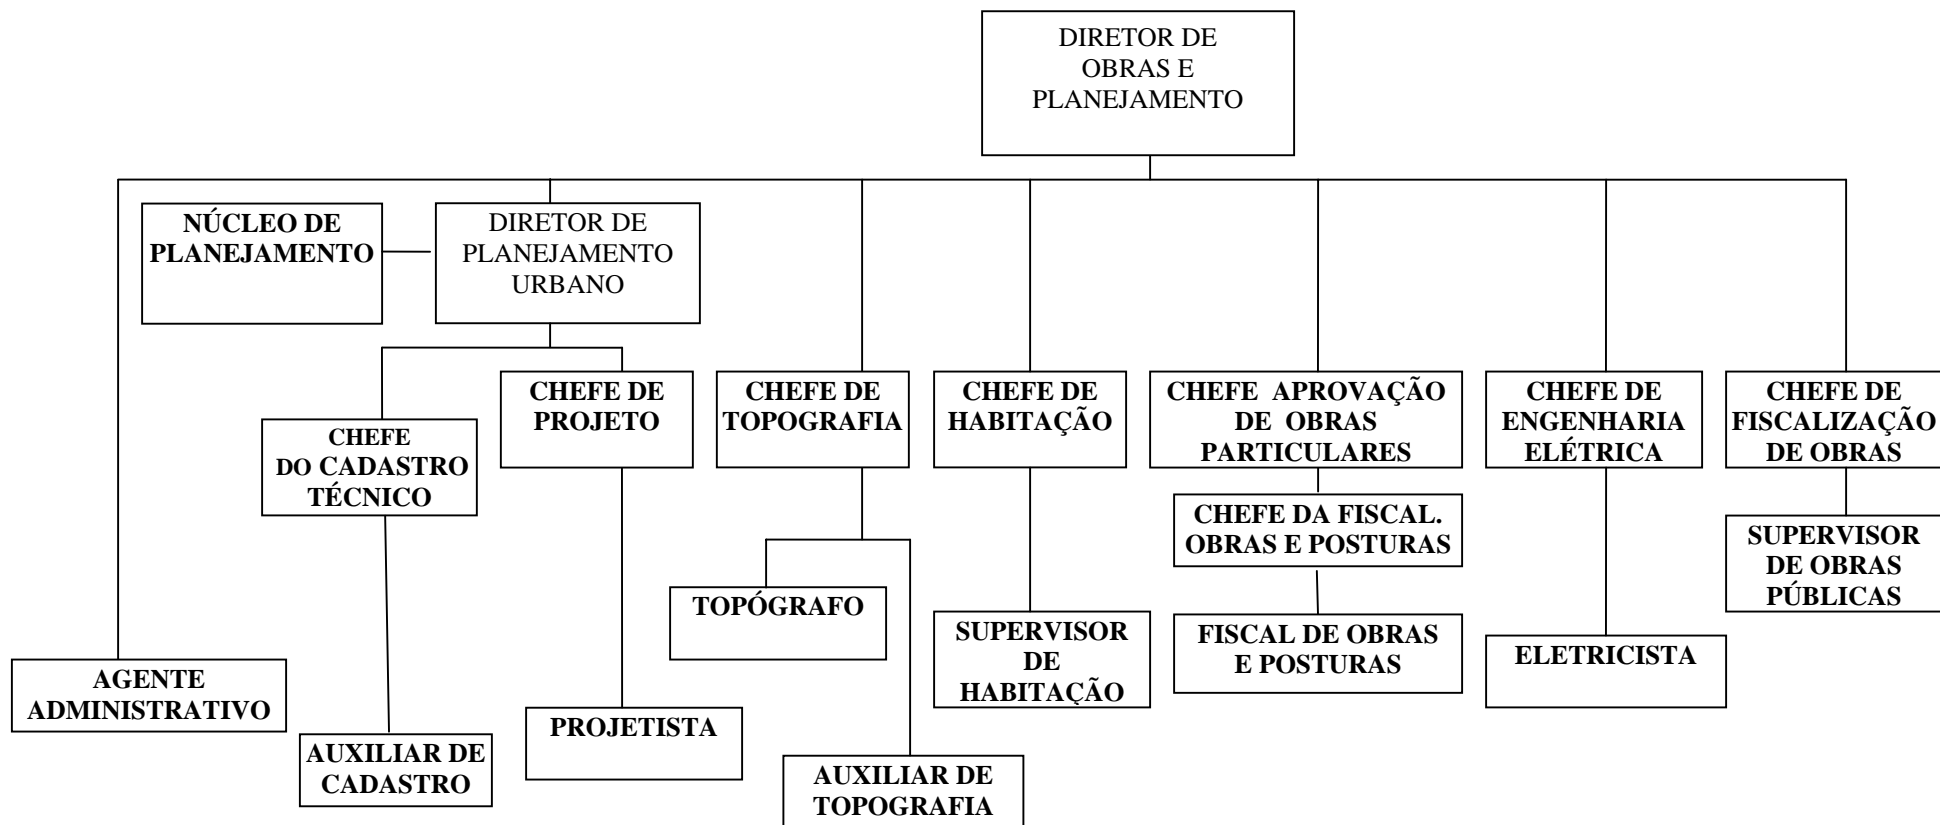 DIRETOR DE
OBRAS E
PLANEJAMENTO
NÚCLEO DE
PLANEJAMENTO
DIRETOR DE
PLANEJAMENTO
URBANO
CHEFE
DO CADASTRO
TÉCNICO
CHEFE DE
PROJETO
CHEFE DE
TOPOGRAFIA
CHEFE DE
HABITAÇÃO
CHEFE APROVAÇÃO
DE OBRAS
PARTICULARES
CHEFE DE
ENGENHARIA
ELÉTRICA
CHEFE DE
FISCALIZAÇÃO
DE OBRAS
CHEFE DA FISCAL.
OBRAS E POSTURAS
SUPERVISOR
DE OBRAS
PÚBLICAS
TOPÓGRAFO
SUPERVISOR
DE
HABITAÇÃO
FISCAL DE OBRAS
E POSTURAS
ELETRICISTA
AGENTE
ADMINISTRATIVO
AUXILIAR DE
CADASTRO
PROJETISTA
AUXILIAR DE
TOPOGRAFIA